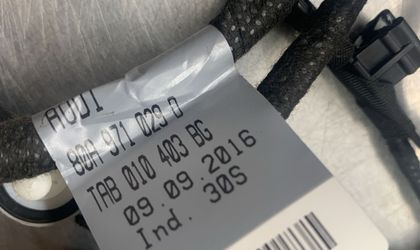 AUDI
80A 971 029 D
TAB 010 403 BG
09.09.2016
Ind. 30S